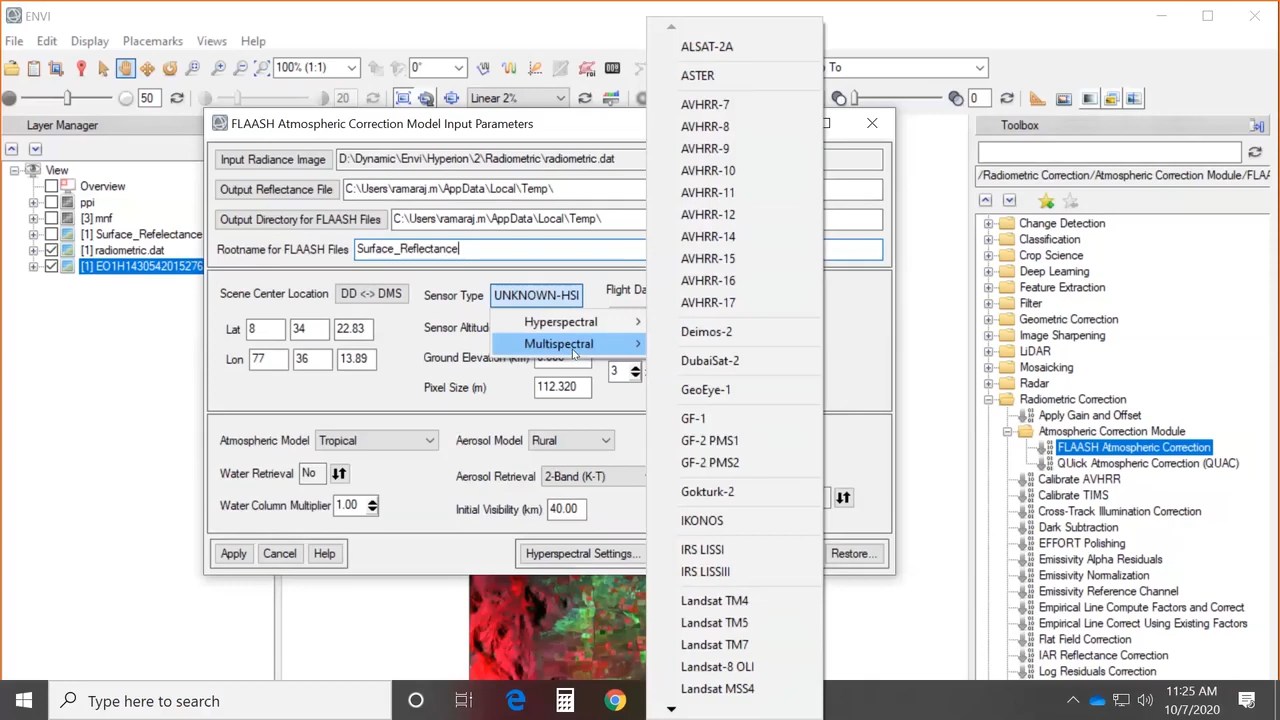 ENVI
File Edit Display Placemarks Views Help
100% (1:1) 0° To
50 20 Linear 2% 0
Layer Manager
View
Overview
ppi
[3] mnf
[1] Surface_Refelectance
[1] radiometric.dat
[1] EO1H1430542015276
FLAASH Atmospheric Correction Model Input Parameters
Input Radiance Image D:\Dynamic\Envi\Hyperion\2\Radiometric\radiometric.dat
Output Reflectance File C:\Users\ramaraj.m\AppData\Local\Temp\
Output Directory for FLAASH Files C:\Users\ramaraj.m\AppData\Local\Temp\
Rootname for FLAASH Files Surface_Reflectance
Scene Center Location DD <-> DMS Sensor Type UNKNOWN-HSI Flight Da
Lat 8 34 22.83 Sensor Altitud
Lon 77 36 13.89 Ground Elevation (km) 0.000 3
Pixel Size (m) 112.320
Hyperspectral
Multispectral
Atmospheric Model Tropical Aerosol Model Rural
Water Retrieval No Aerosol Retrieval 2-Band (K-T)
Water Column Multiplier 1.00 Initial Visibility (km) 40.00
Apply Cancel Help Hyperspectral Settings... Restore...
ALSAT-2A
ASTER
AVHRR-7
AVHRR-8
AVHRR-9
AVHRR-10
AVHRR-11
AVHRR-12
AVHRR-14
AVHRR-15
AVHRR-16
AVHRR-17
Deimos-2
DubaiSat-2
GeoEye-1
GF-1
GF-2 PMS1
GF-2 PMS2
Gokturk-2
IKONOS
IRS LISSI
IRS LISSIII
Landsat TM4
Landsat TM5
Landsat TM7
Landsat-8 OLI
Landsat MSS4
Toolbox
/Radiometric Correction/Atmospheric Correction Module/FLAA
Change Detection
Classification
Crop Science
Deep Learning
Feature Extraction
Filter
Geometric Correction
Image Sharpening
LiDAR
Mosaicking
Radar
Radiometric Correction
Apply Gain and Offset
Atmospheric Correction Module
FLAASH Atmospheric Correction
QUick Atmospheric Correction (QUAC)
Calibrate AVHRR
Calibrate TIMS
Cross-Track Illumination Correction
Dark Subtraction
EFFORT Polishing
Emissivity Alpha Residuals
Emissivity Normalization
Emissivity Reference Channel
Empirical Line Compute Factors and Correct
Empirical Line Correct Using Existing Factors
Flat Field Correction
IAR Reflectance Correction
Log Residuals Correction
Type here to search
11:25 AM
10/7/2020